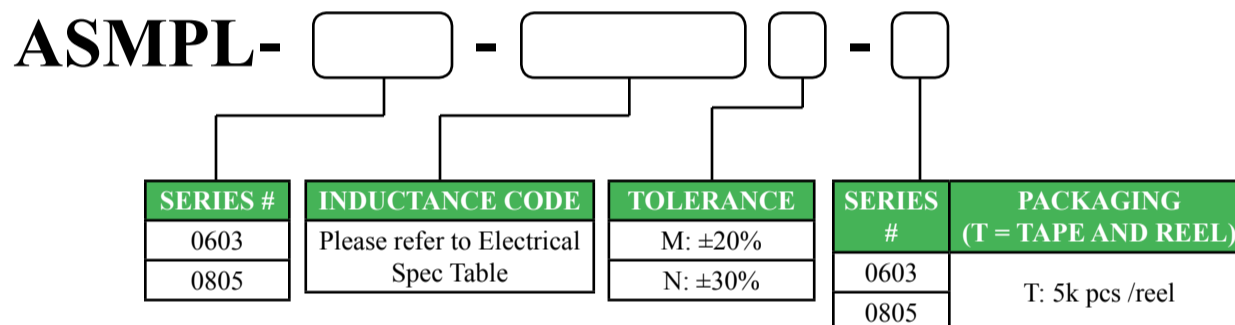 ASMPL- - -
SERIES #
0603
0805
INDUCTANCE CODE
Please refer to Electrical
Spec Table
TOLERANCE
M: ±20%
N: ±30%
SERIES
#
0603
0805
PACKAGING
(T = TAPE AND REEL)
T: 5k pcs /reel